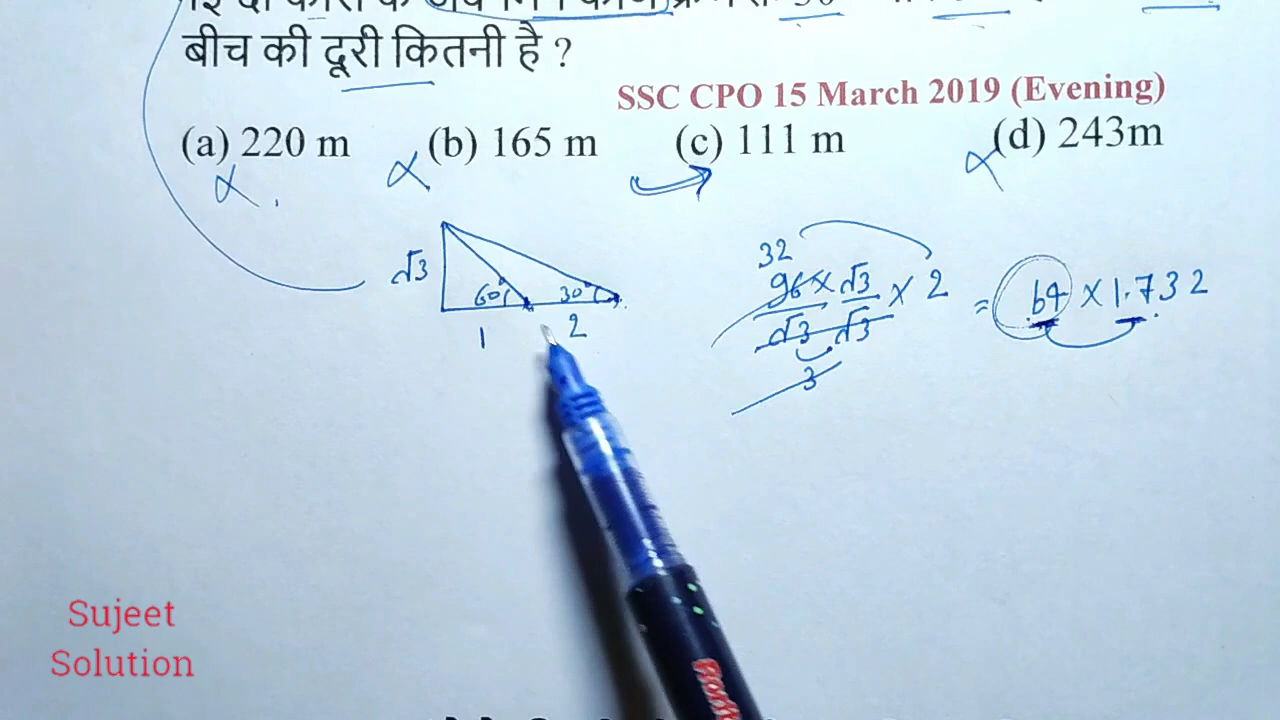 बीच की दूरी कितनी है ?
SSC CPO 15 March 2019 (Evening)
(a) 220 m (b) 165 m (c) 111 m (d) 243m
√3 60° 30°
1 2
32
96 × √3 × 2 = 64 × 1.732
√3 √3
3
Sujeet
Solution